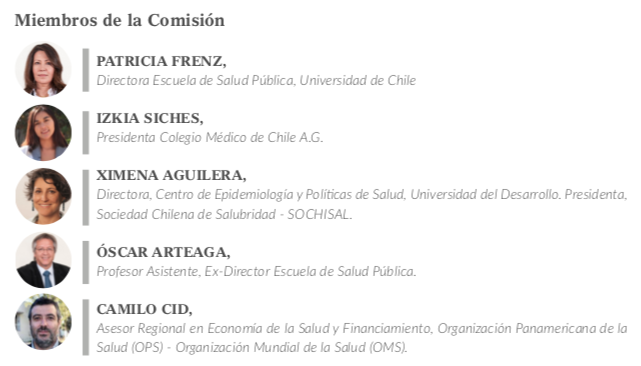 Miembros de la Comisión
PATRICIA FRENZ,
Directora Escuela de Salud Pública, Universidad de Chile
IZKIA SICHES,
Presidenta Colegio Médico de Chile A.G.
XIMENA AGUILERA,
Directora, Centro de Epidemiología y Políticas de Salud, Universidad del Desarrollo. Presidenta,
Sociedad Chilena de Salubridad - SOCHISAL.
ÓSCAR ARTEAGA,
Profesor Asistente, Ex-Director Escuela de Salud Pública.
CAMILO CID,
Asesor Regional en Economía de la Salud y Financiamiento, Organización Panamericana de la
Salud (OPS) - Organización Mundial de la Salud (OMS).